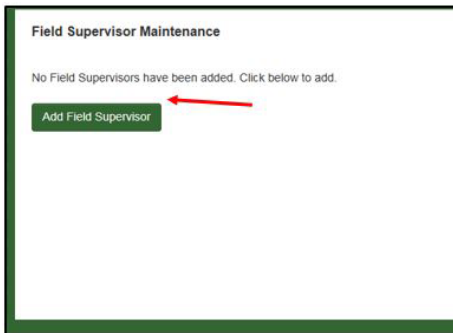 Field Supervisor Maintenance
No Field Supervisors have been added. Click below to add.
Add Field Supervisor